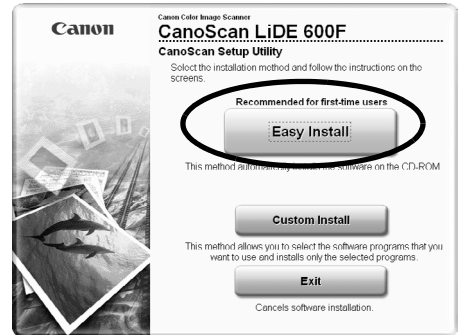 Canon
Canon Color Image Scanner
CanoScan LiDE 600F
CanoScan Setup Utility
Select the installation method and follow the instructions on the
screens.
Recommended for first-time users
Easy Install
This method the software on the CD-ROM
Custom Install
This method allows you to select the software programs that you
want to use and installs only the selected programs.
Exit
Cancels software installation.